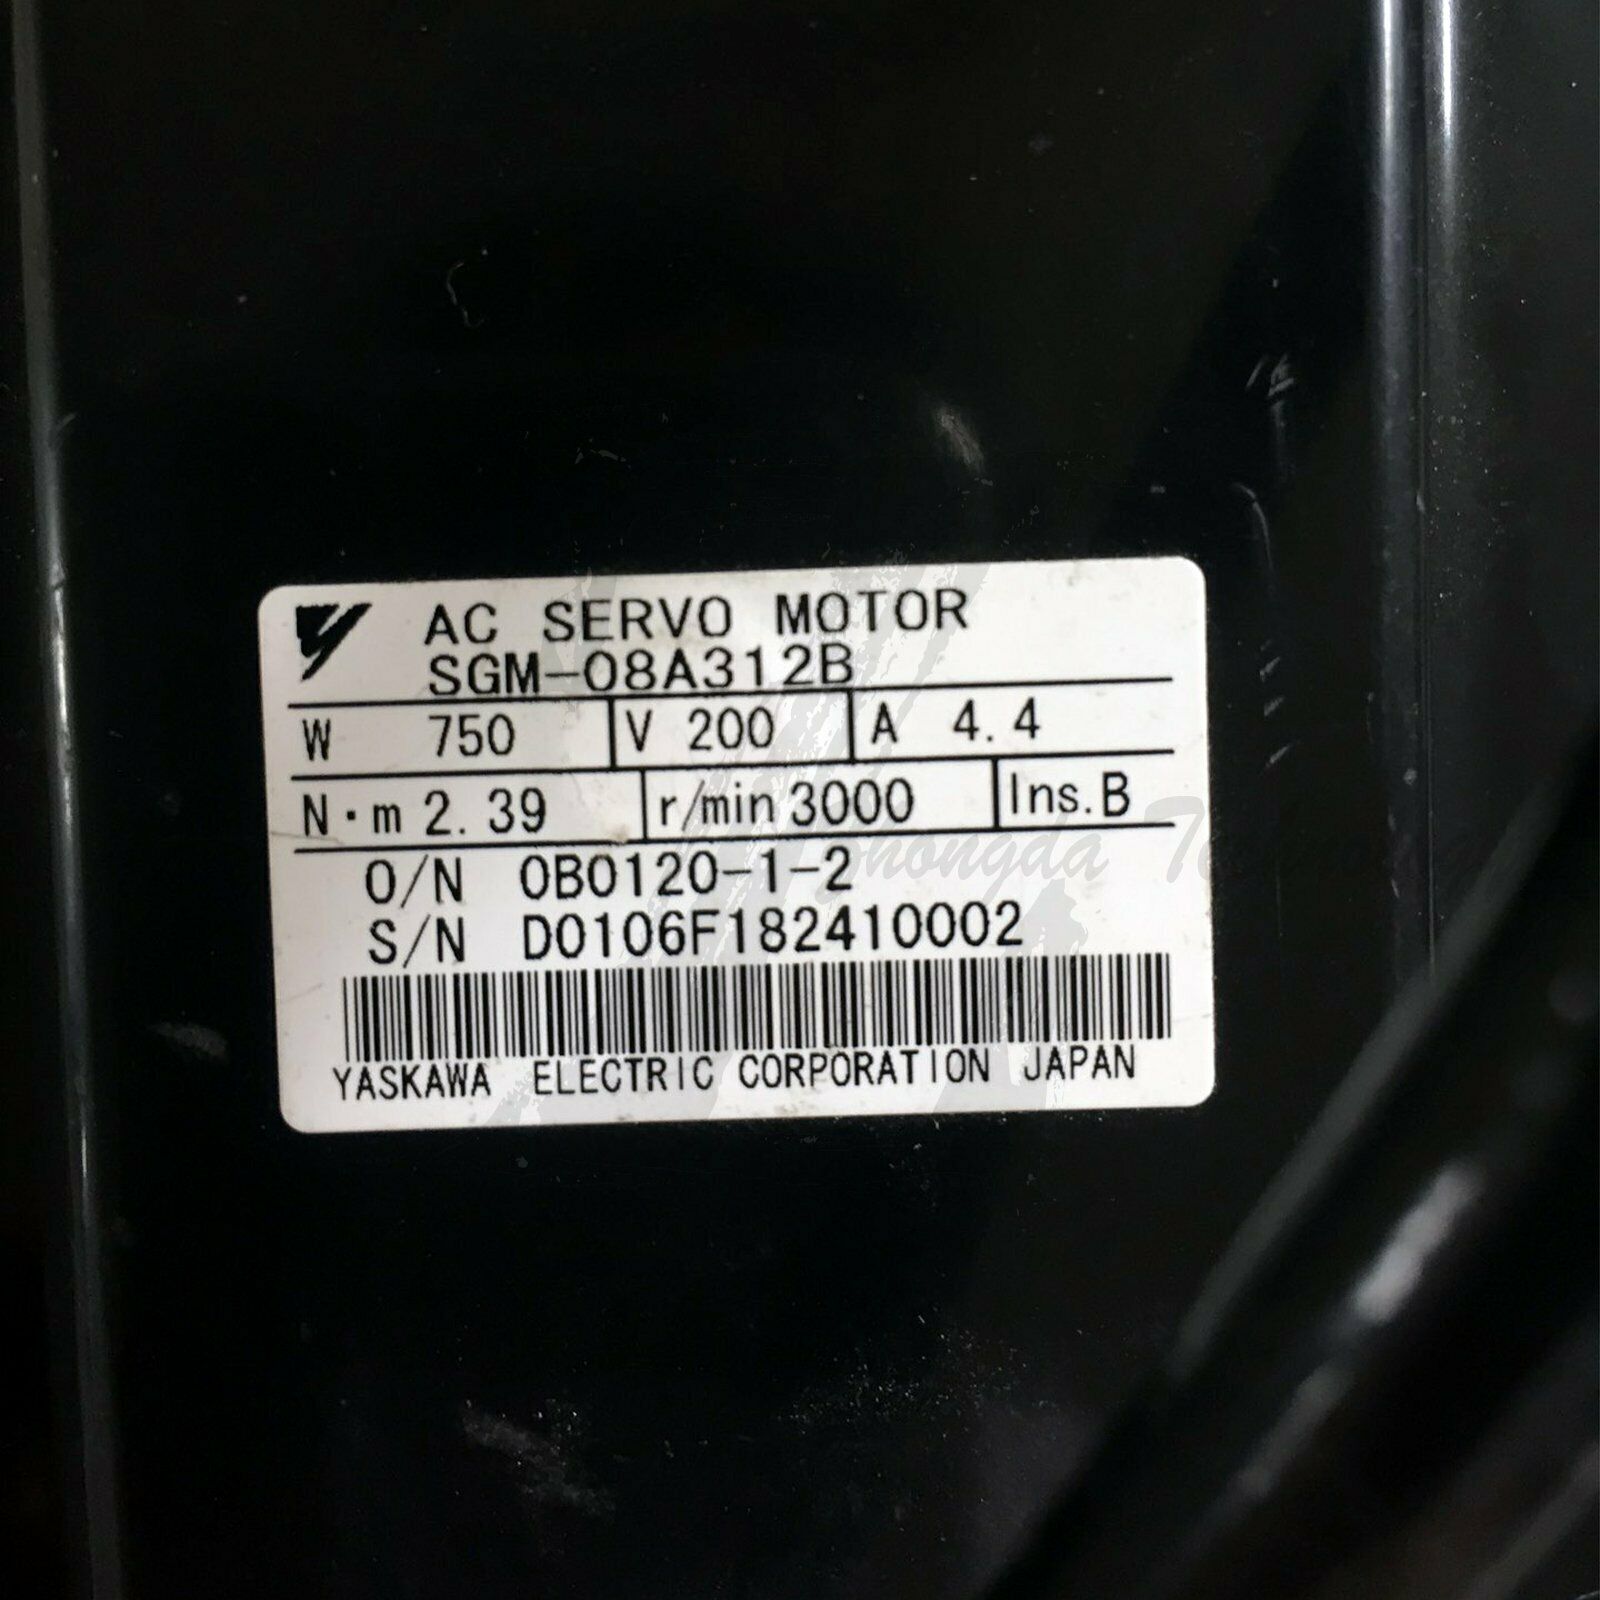 AC SERVO MOTOR
SGM-08A312B
W 750 V 200 A 4.4
N·m 2.39 r/min 3000 Ins.B
O/N 0B0120-1-2
S/N D0106F182410002
YASKAWA ELECTRIC CORPORATION JAPAN